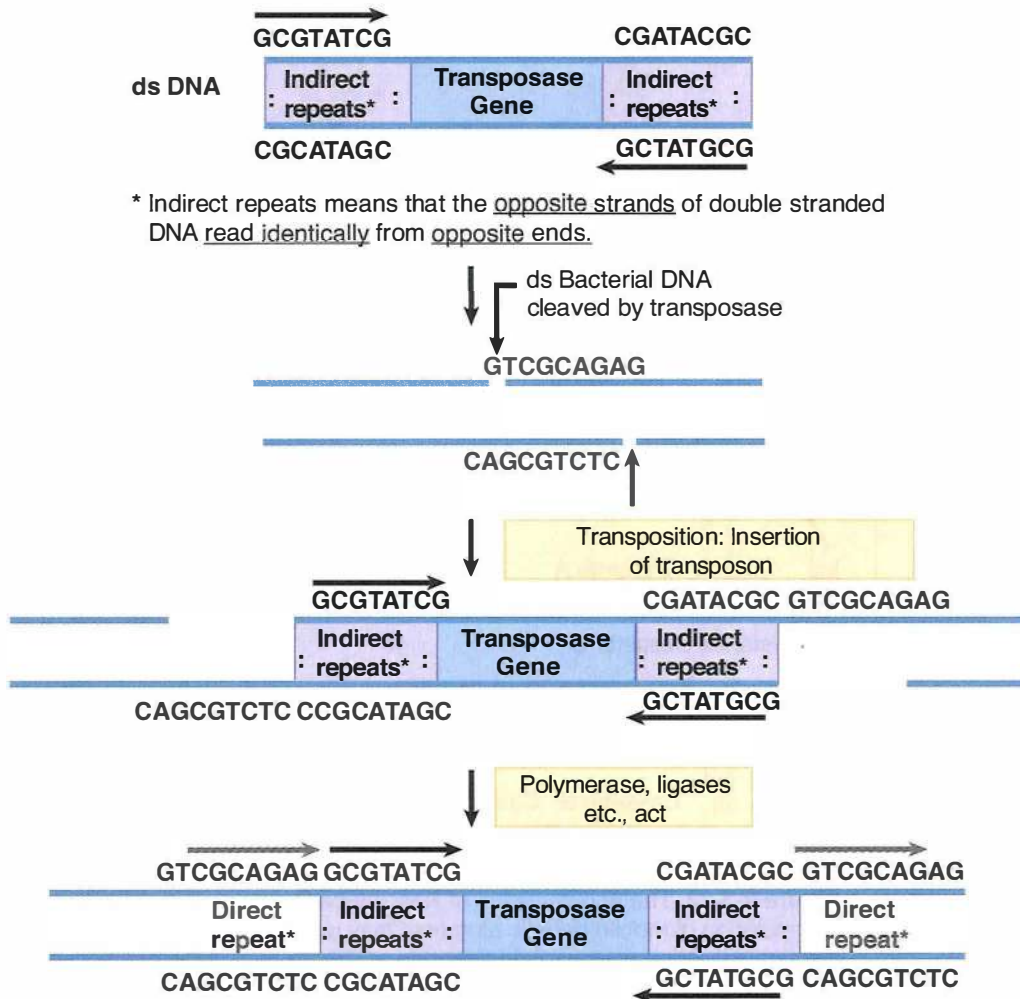 GCGTATCG CGATACGC
ds DNA
Indirect repeats* Transposase Gene Indirect repeats*
: : : :
CGCATAGC GCTATGCG
* Indirect repeats means that the opposite strands of double stranded
DNA read identically from opposite ends.
ds Bacterial DNA
cleaved by transposase
GTCGCAGAG
CAGCGTCTC
Transposition: Insertion
of transposon
GCGTATCG CGATACGC GTCGCAGAG
Indirect Transposase Indirect
: repeats* : Gene : repeats* :
CAGCGTCTC CCGCATAGC GCTATGCG
Polymerase, ligases
etc., act
GTCGCAGAG GCGTATCG CGATACGC GTCGCAGAG
Direct Indirect Transposase Indirect Direct
repeat* : repeats* : Gene : repeats* : repeat*
CAGCGTCTC CGCATAGC GCTATGCG CAGCGTCTC